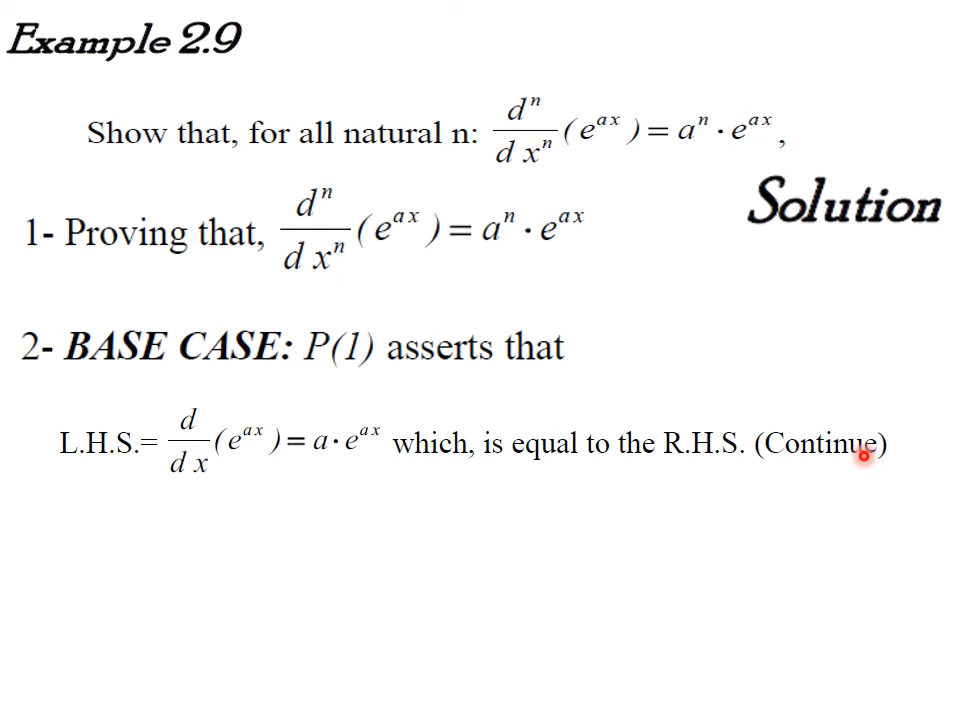 Example 2.9
Show that, for all natural n: d^n/dx^n (e^{ax}) = a^n · e^{ax} ,
Solution
1- Proving that, d^n/dx^n (e^{ax}) = a^n · e^{ax}
2- BASE CASE: P(1) asserts that
L.H.S.= d/dx (e^{ax}) = a · e^{ax} which, is equal to the R.H.S. (Continue)